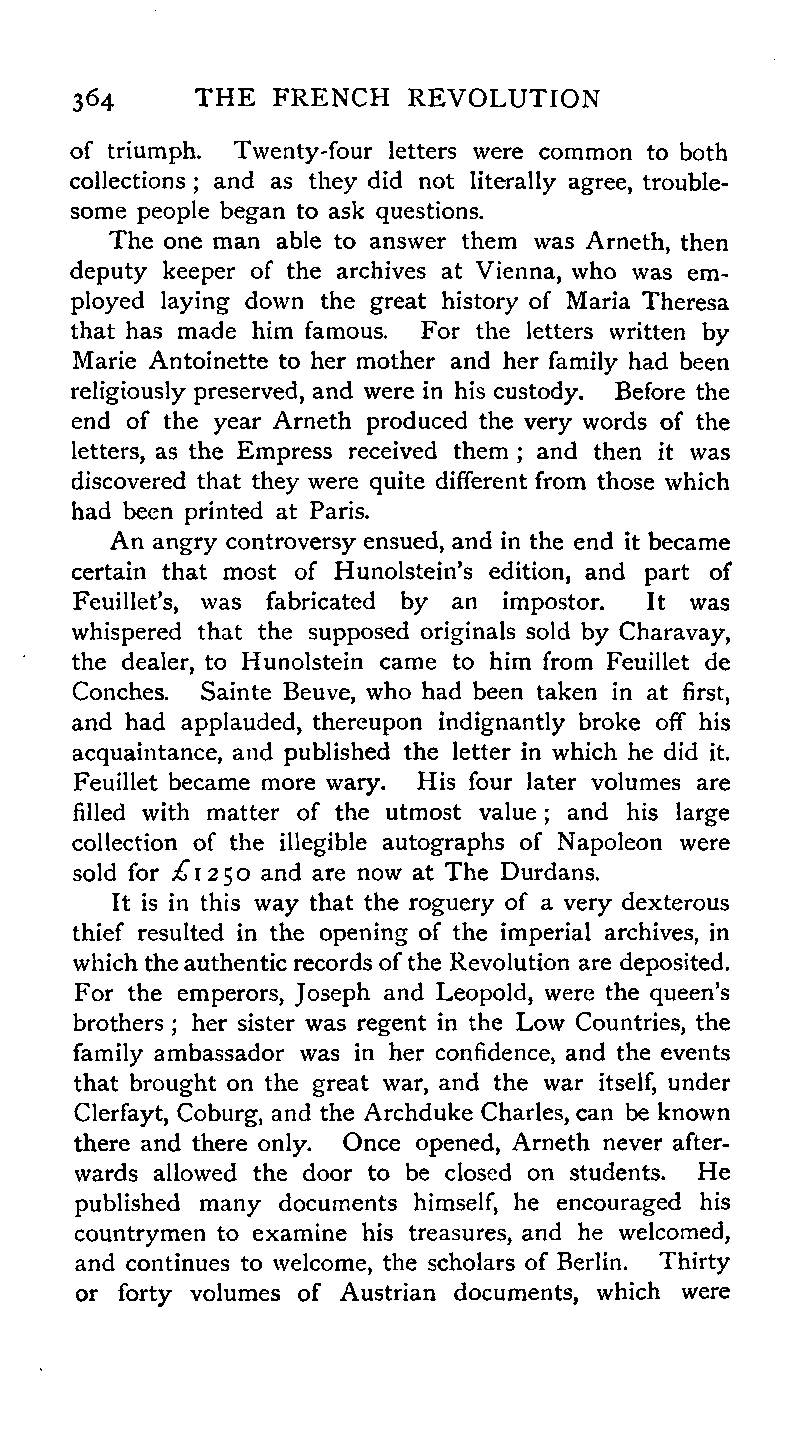 364 THE FRENCH REVOLUTION
of triumph. Twenty-four letters were common to both
collections ; and as they did not literally agree, trouble-
some people began to ask questions.
The one man able to answer them was Arneth, then
deputy keeper of the archives at Vienna, who was em-
ployed laying down the great history of Maria Theresa
that has made him famous. For the letters written by
Marie Antoinette to her mother and her family had been
religiously preserved, and were in his custody. Before the
end of the year Arneth produced the very words of the
letters, as the Empress received them ; and then it was
discovered that they were quite different from those which
had been printed at Paris.
An angry controversy ensued, and in the end it became
certain that most of Hunolstein's edition, and part of
Feuillet's, was fabricated by an impostor. It was
whispered that the supposed originals sold by Charavay,
the dealer, to Hunolstein came to him from Feuillet de
Conches. Sainte Beuve, who had been taken in at first,
and had applauded, thereupon indignantly broke off his
acquaintance, and published the letter in which he did it.
Feuillet became more wary. His four later volumes are
filled with matter of the utmost value ; and his large
collection of the illegible autographs of Napoleon were
sold for £1250 and are now at The Durdans.
It is in this way that the roguery of a very dexterous
thief resulted in the opening of the imperial archives, in
which the authentic records of the Revolution are deposited.
For the emperors, Joseph and Leopold, were the queen's
brothers ; her sister was regent in the Low Countries, the
family ambassador was in her confidence, and the events
that brought on the great war, and the war itself, under
Clerfayt, Coburg, and the Archduke Charles, can be known
there and there only. Once opened, Arneth never after-
wards allowed the door to be closed on students. He
published many documents himself, he encouraged his
countrymen to examine his treasures, and he welcomed,
and continues to welcome, the scholars of Berlin. Thirty
or forty volumes of Austrian documents, which were